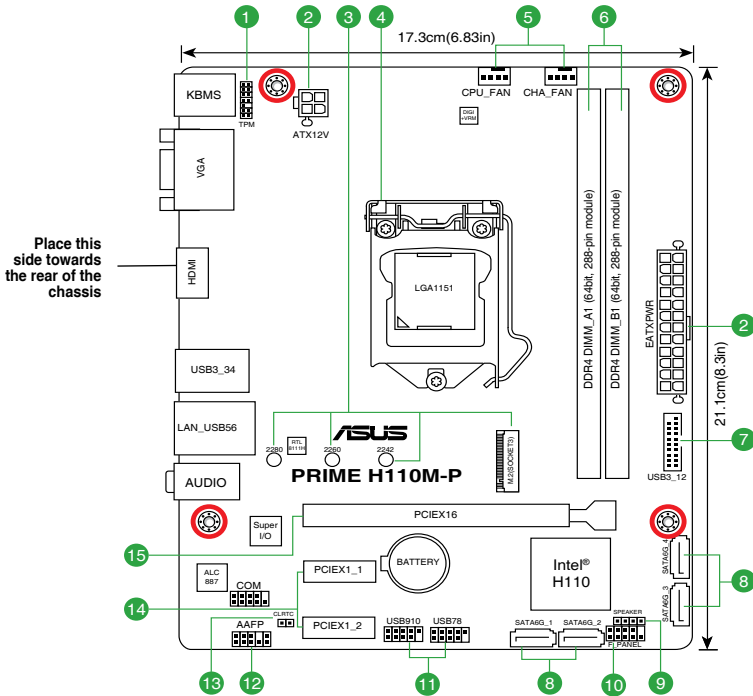 1
2
3
4
5
6
17.3cm(6.83in)
KBMS
TPM
ATX12V
CPU_FAN
CHA_FAN
DIGI
+VRM
VGA
Place this
side towards
the rear of the
chassis
HDMI
LGA1151
DDR4 DIMM_A1 (64bit, 288-pin module)
DDR4 DIMM_B1 (64bit, 288-pin module)
EATXPWR
2
21.1cm(8.3in)
USB3_34
LAN_USB56
AUDIO
2280
RTL
8111H
2260
2242
ASUS
PRIME H110M-P
M.2(SOCKET3)
7
USB3_12
PCIEX16
15
Super
I/O
ALC
887
COM
PCIEX1_1
BATTERY
Intel®
H110
SATA6G_4
SATA6G_3
8
14
CLRTC
13
AAFP
12
PCIEX1_2
USB910
USB78
11
SATA6G_1
SATA6G_2
8
SPEAKER
F_PANEL
10
9